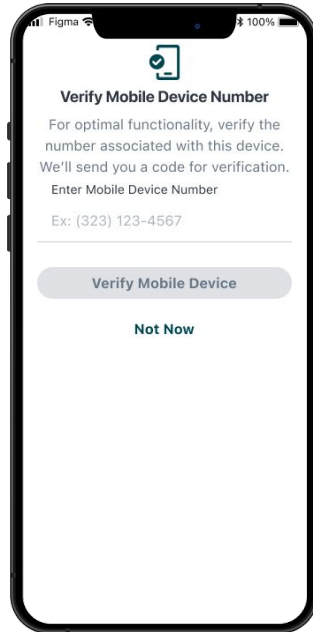 Figma 100%
Verify Mobile Device Number
For optimal functionality, verify the
number associated with this device.
We'll send you a code for verification.
Enter Mobile Device Number
Ex: (323) 123-4567
Verify Mobile Device
Not Now